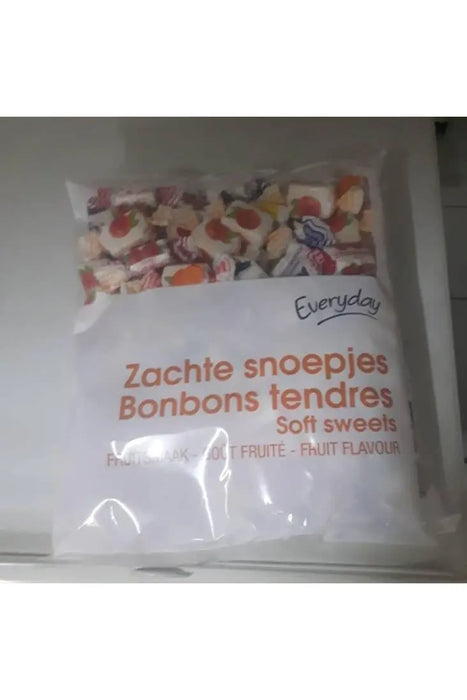 Everyday
Zachte snoepjes
Bonbons tendres
Soft sweets
FRUITSMAAK - GOÛT FRUITÉ - FRUIT FLAVOUR